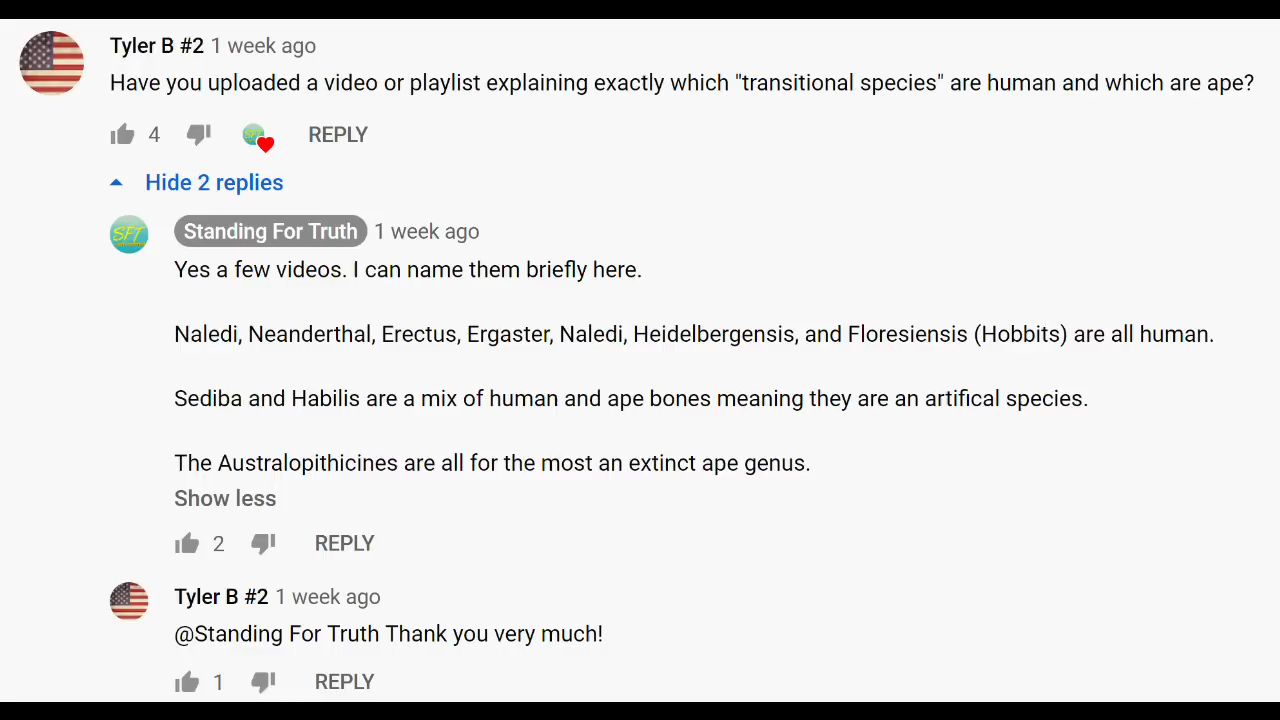 Tyler B #2 1 week ago
Have you uploaded a video or playlist explaining exactly which "transitional species" are human and which are ape?
4 REPLY
Hide 2 replies
SFT Standing For Truth 1 week ago
Yes a few videos. I can name them briefly here.
Naledi, Neanderthal, Erectus, Ergaster, Naledi, Heidelbergensis, and Floresiensis (Hobbits) are all human.
Sediba and Habilis are a mix of human and ape bones meaning they are an artifical species.
The Australopithicines are all for the most an extinct ape genus.
Show less
2 REPLY
Tyler B #2 1 week ago
@Standing For Truth Thank you very much!
1 REPLY